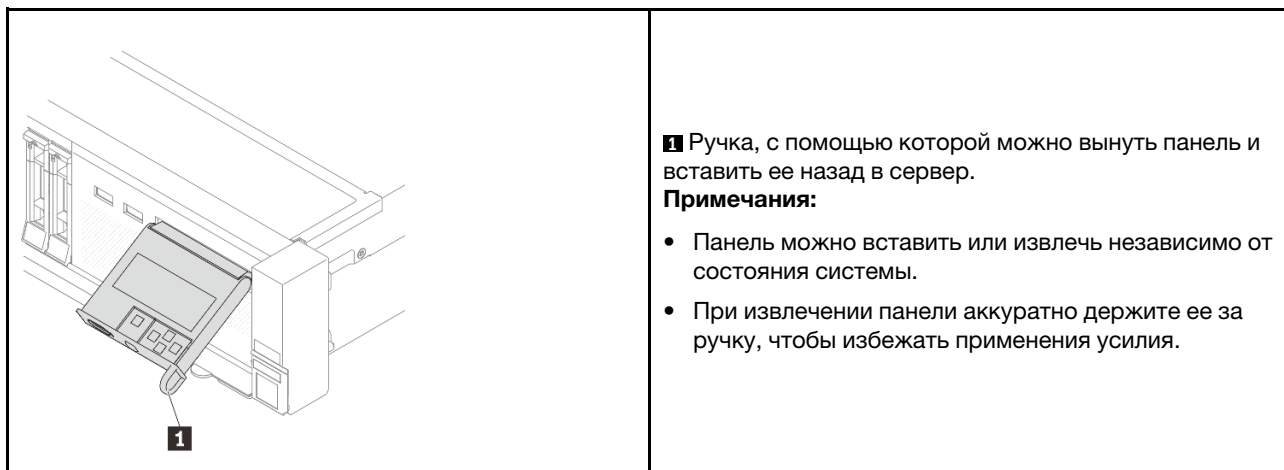 1 Ручка, с помощью которой можно вынуть панель и
вставить ее назад в сервер.
Примечания:
• Панель можно вставить или извлечь независимо от
состояния системы.
• При извлечении панели аккуратно держите ее за
ручку, чтобы избежать применения усилия.
1